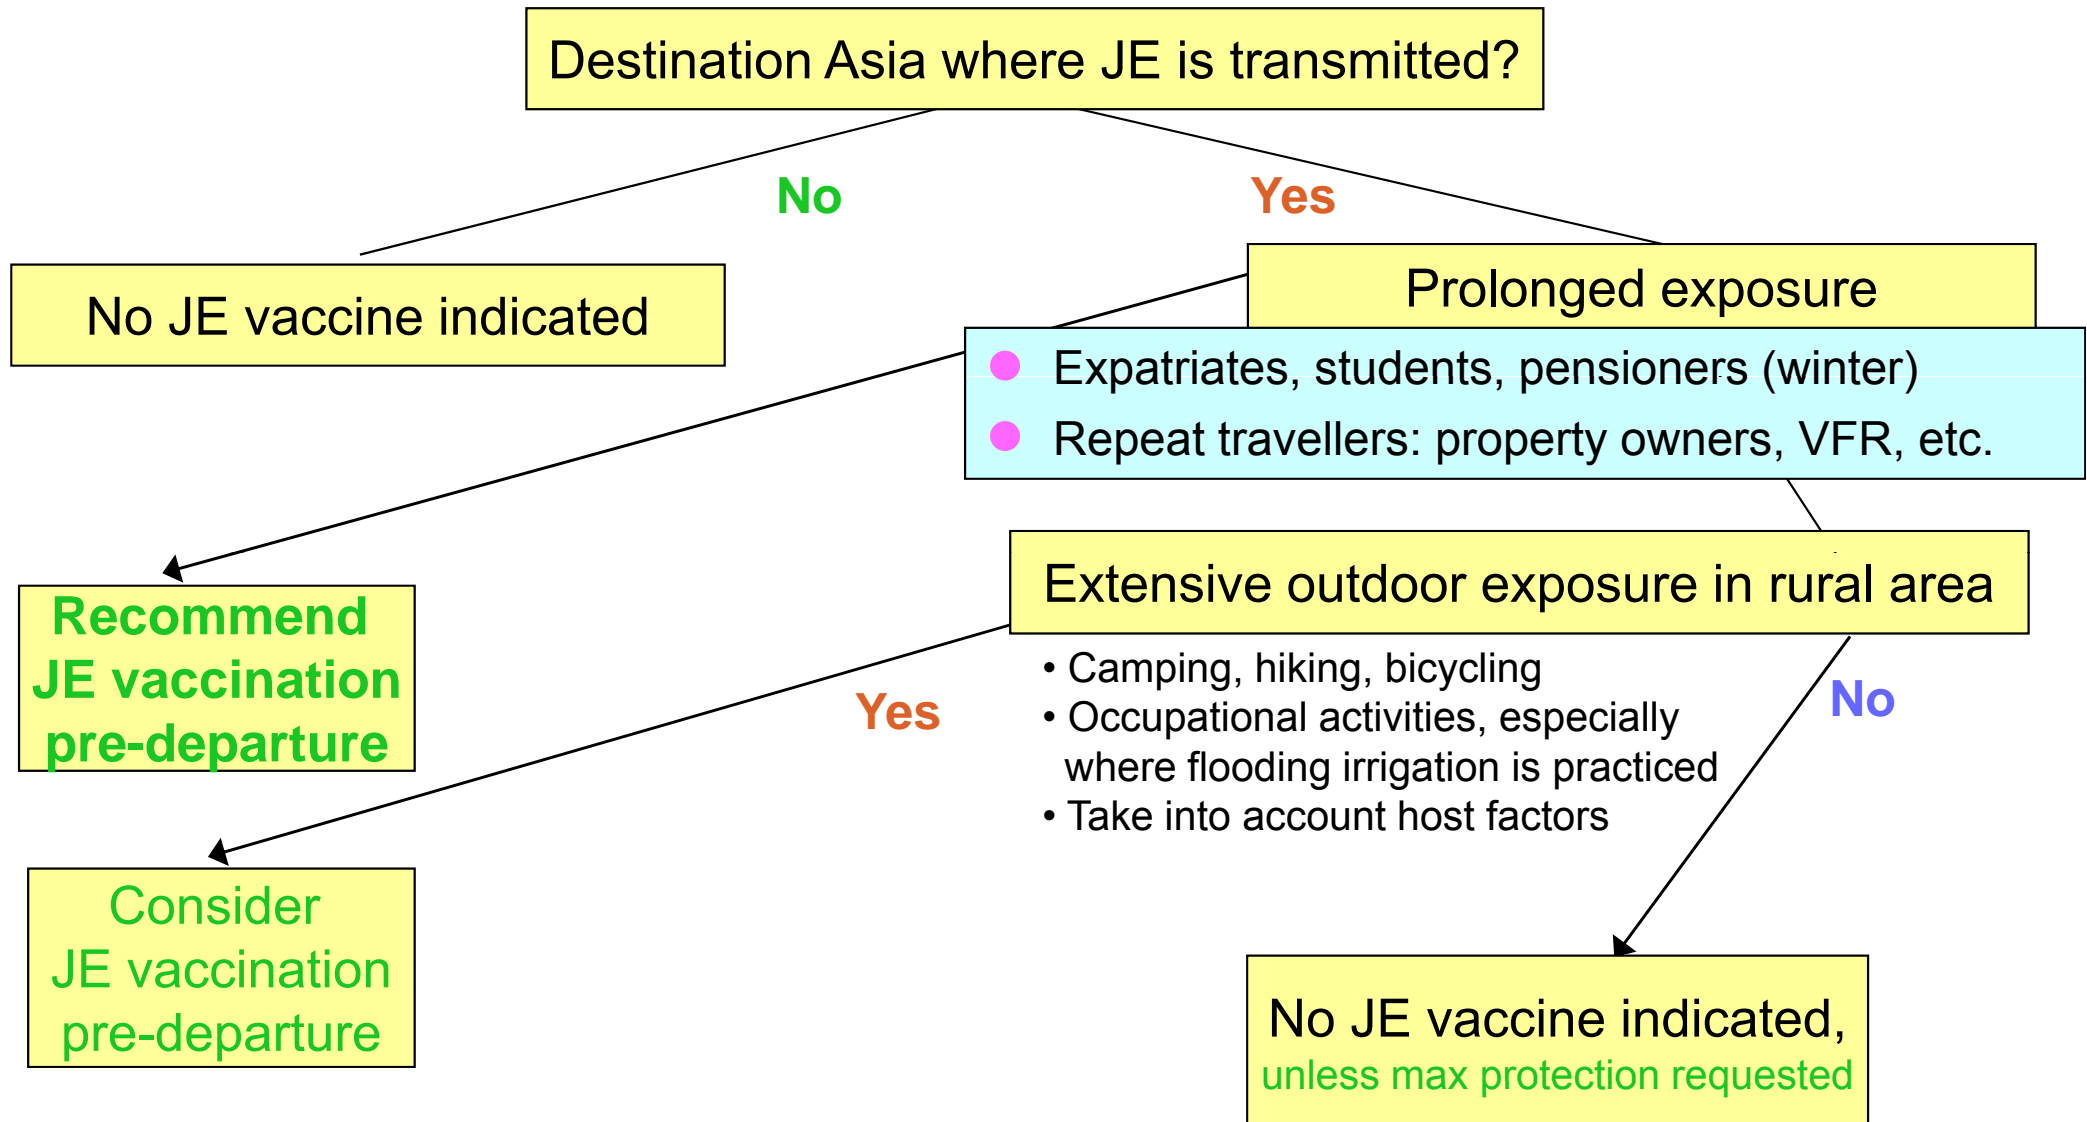 Destination Asia where JE is transmitted?
No
Yes
No JE vaccine indicated
Prolonged exposure
Expatriates, students, pensioners (winter)
Repeat travellers: property owners, VFR, etc.
Recommend
JE vaccination
pre-departure
Extensive outdoor exposure in rural area
Yes
• Camping, hiking, bicycling
• Occupational activities, especially
where flooding irrigation is practiced
• Take into account host factors
No
Consider
JE vaccination
pre-departure
No JE vaccine indicated,
unless max protection requested